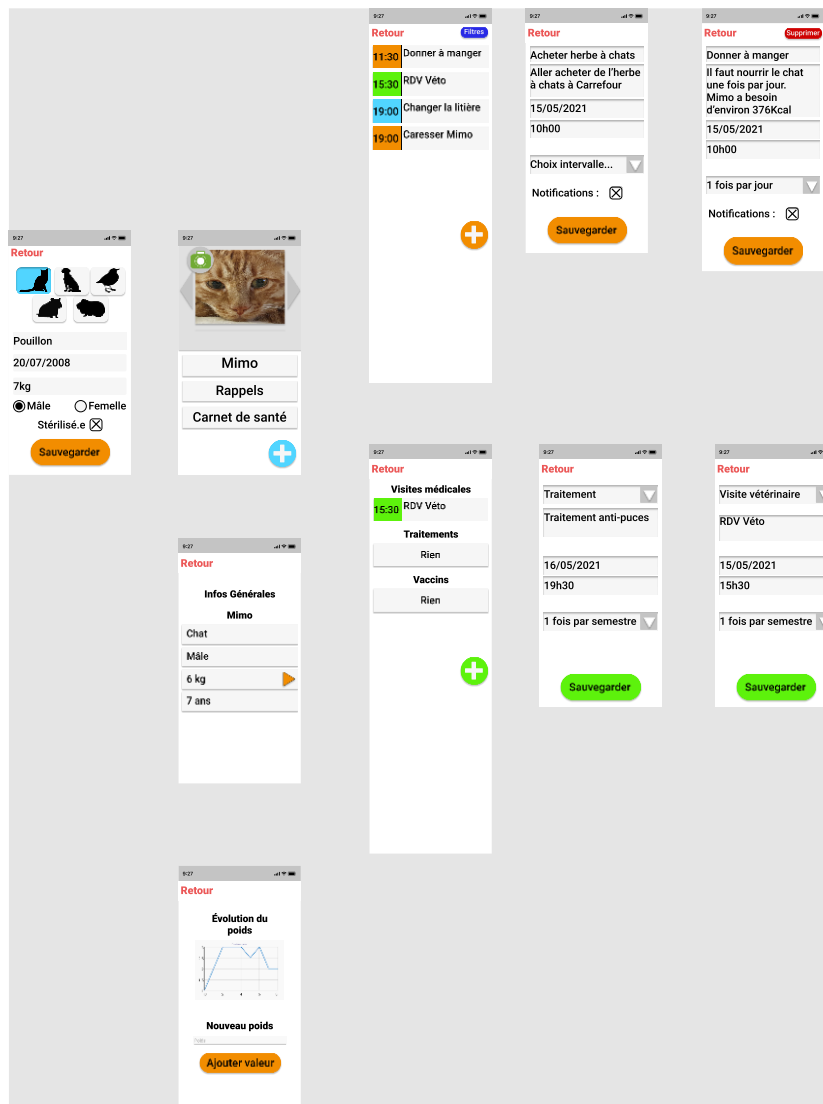 9:27
Retour
Filtres
11:30 Donner à manger
15:30 RDV Véto
19:00 Changer la litière
19:00 Caresser Mimo
9:27
Retour
Acheter herbe à chats
Aller acheter de l'herbe
à chats à Carrefour
15/05/2021
10h00
Choix intervalle...
Notifications :
Sauvegarder
9:27
Retour
Supprimer
Donner à manger
Il faut nourrir le chat
une fois par jour.
Mimo a besoin
d'environ 376Kcal
15/05/2021
10h00
1 fois par jour
Notifications :
Sauvegarder
9:27
Retour
Pouillon
20/07/2008
7kg
Mâle
Femelle
Stérilisé.e
Sauvegarder
9:27
Mimo
Rappels
Carnet de santé
9:27
Retour
Visites médicales
15:30 RDV Véto
Traitements
Rien
Vaccins
Rien
9:27
Retour
Traitement
Traitement anti-puces
16/05/2021
19h30
1 fois par semestre
Sauvegarder
9:27
Retour
Visite vétérinaire
RDV Véto
15/05/2021
15h30
1 fois par semestre
Sauvegarder
9:27
Retour
Infos Générales
Mimo
Chat
Mâle
6 kg
7 ans
9:27
Retour
Évolution du
poids
Nouveau poids
Ajouter valeur